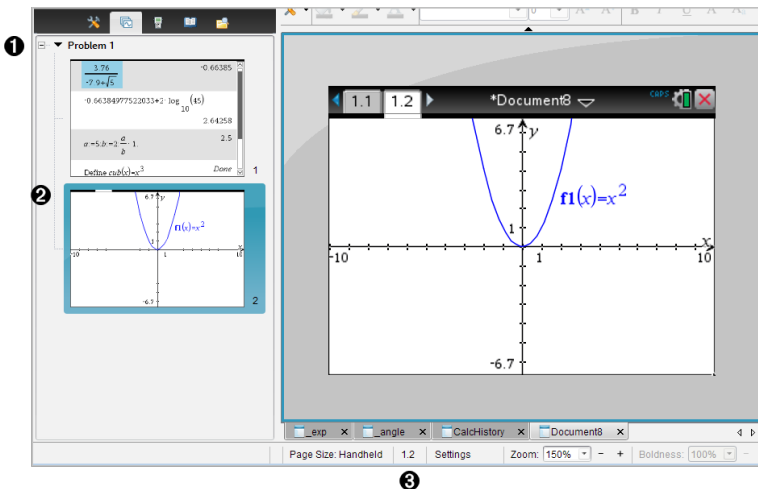 0
A
B I U A A
❶ Problem 1
3.76
-7.9+√5
-0.66385
-0.66384977522033+2·log₁₀(45)
2.64258
a:=5:b:=2: a/b · 1.
2.5
Define cub(x)=x³
Done
1
❷
6.7 y
f1(x)=x²
1
x
-10
1
10
-6.7
2
1.1 1.2 *Document8 CAPS
6.7 y
f1(x)=x²
1
x
-10
1
10
-6.7
_exp _angle CalcHistory Document8
Page Size: Handheld 1.2 Settings Zoom: 150% - + Boldness: 100% -
❸